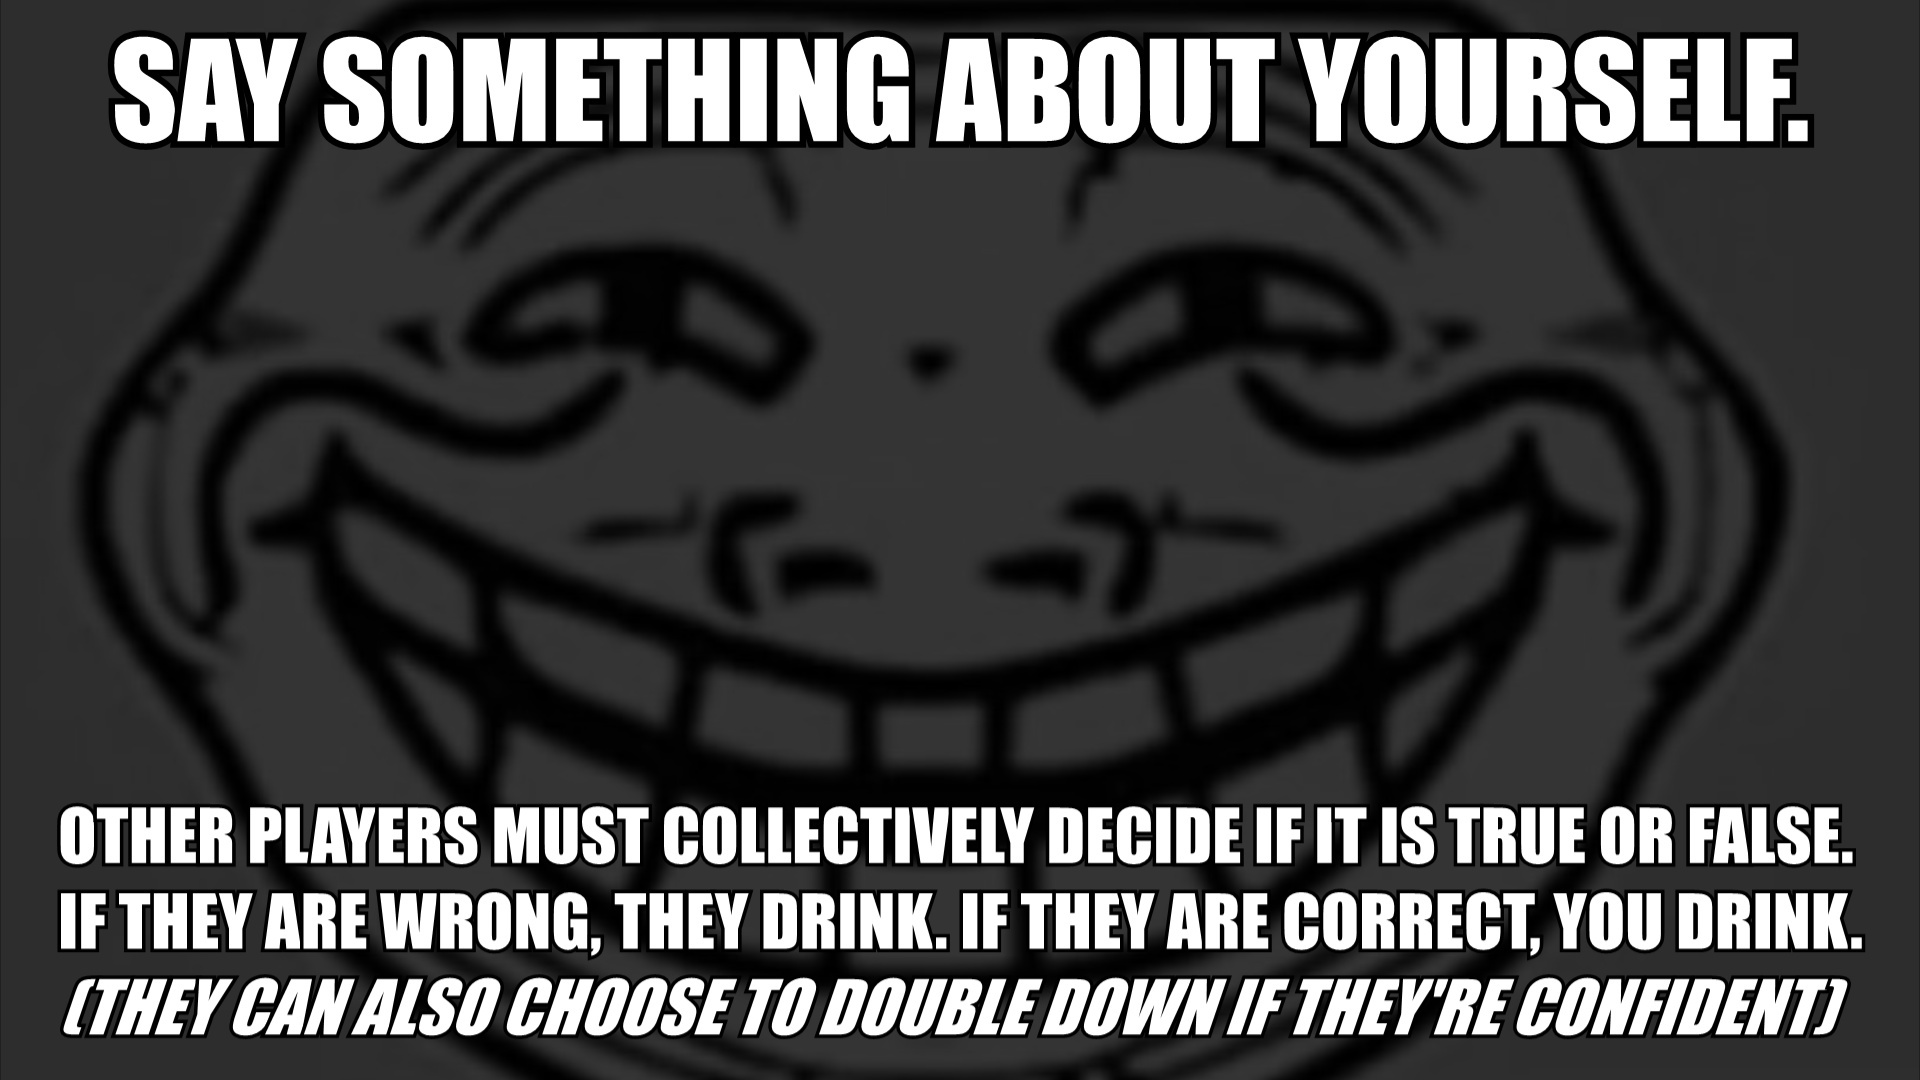 SAY SOMETHING ABOUT YOURSELF.
OTHER PLAYERS MUST COLLECTIVELY DECIDE IF IT IS TRUE OR FALSE.
IF THEY ARE WRONG, THEY DRINK. IF THEY ARE CORRECT, YOU DRINK.
(THEY CAN ALSO CHOOSE TO DOUBLE DOWN IF THEY'RE CONFIDENT)